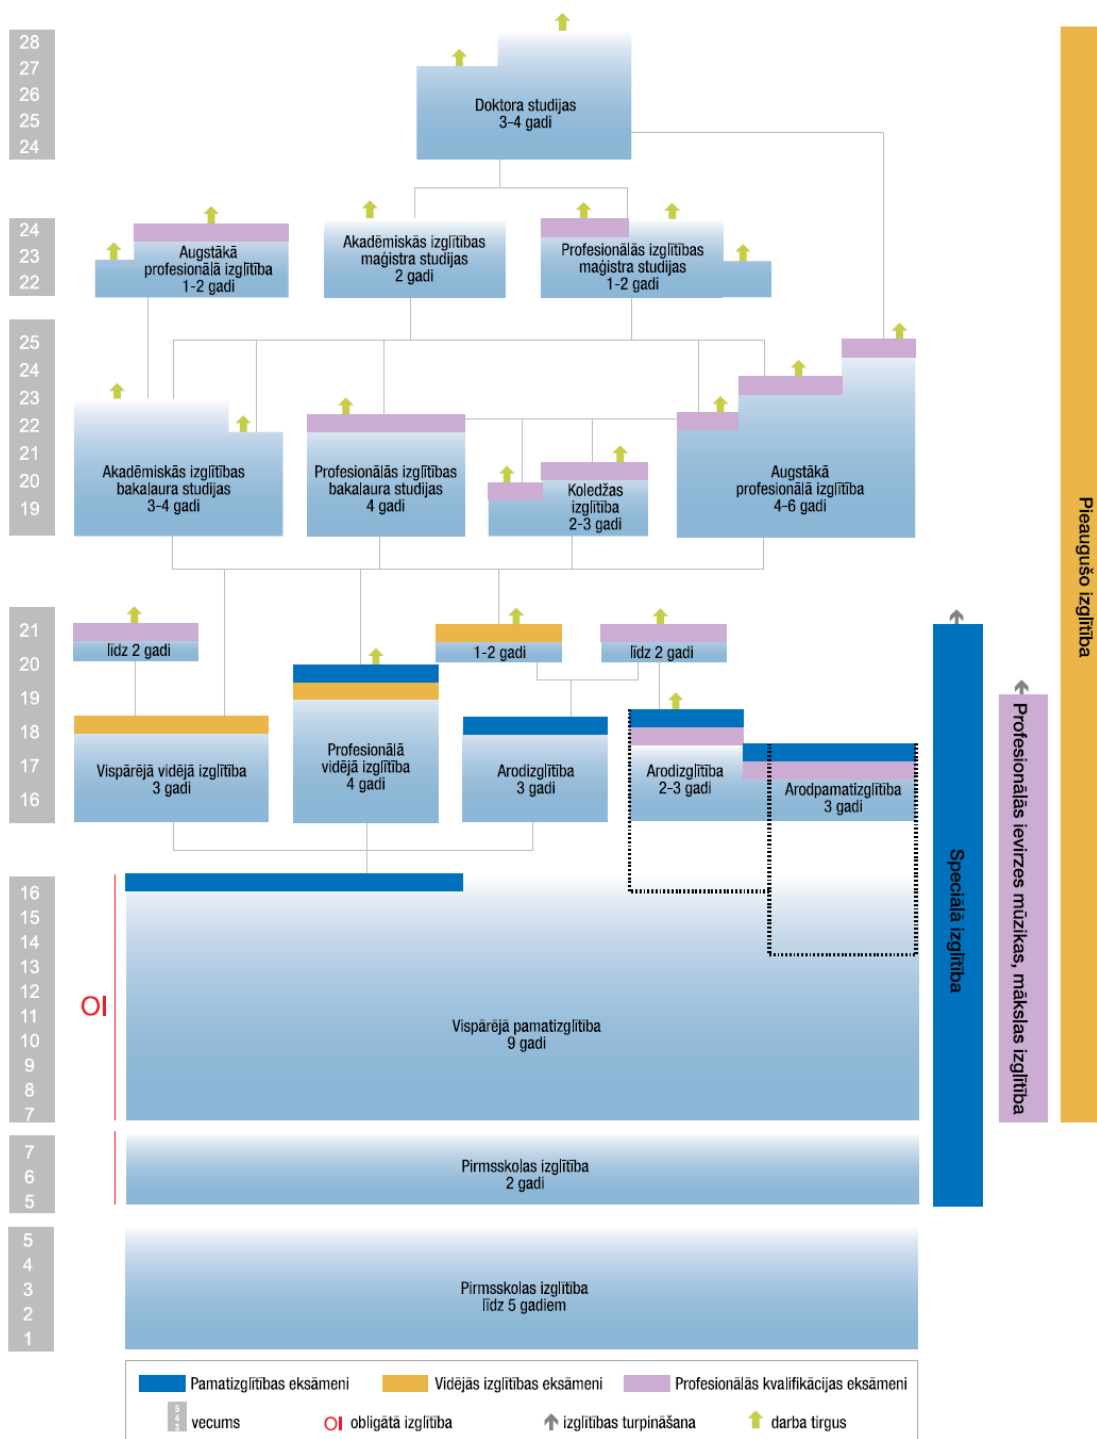 28
27
26
25
24
Doktora studijas
3-4 gadi
24
23
22
Augstākā
profesionālā izglītība
1-2 gadi
Akadēmiskās izglītības
maģistra studijas
2 gadi
Profesionālās izglītības
maģistra studijas
1-2 gadi
25
24
23
22
21
20
19
Akadēmiskās izglītības
bakalaura studijas
3-4 gadi
Profesionālās izglītības
bakalaura studijas
4 gadi
Koledžas
izglītība
2-3 gadi
Augstākā
profesionālā izglītība
4-6 gadi
21
20
19
18
17
16
līdz 2 gadi
1-2 gadi
līdz 2 gadi
Vispārējā vidējā izglītība
3 gadi
Profesionālā
vidējā izglītība
4 gadi
Arodizglītība
3 gadi
Arodizglītība
2-3 gadi
Arodpamatizglītība
3 gadi
16
15
14
13
12
11
10
9
8
7
OI
Vispārējā pamatizglītība
9 gadi
7
6
5
Pirmsskolas izglītība
2 gadi
5
4
3
2
1
Pirmsskolas izglītība
līdz 5 gadiem
Speciālā izglītība
Profesionālās ievirzes mūzikas, mākslas izglītība
Pieaugušo izglītība
Pamatizglītības eksāmeni
Vidējās izglītības eksāmeni
Profesionālās kvalifikācijas eksāmeni
5
4
3
vecums
OI obligātā izglītība
izglītības turpināšana
darba tirgus